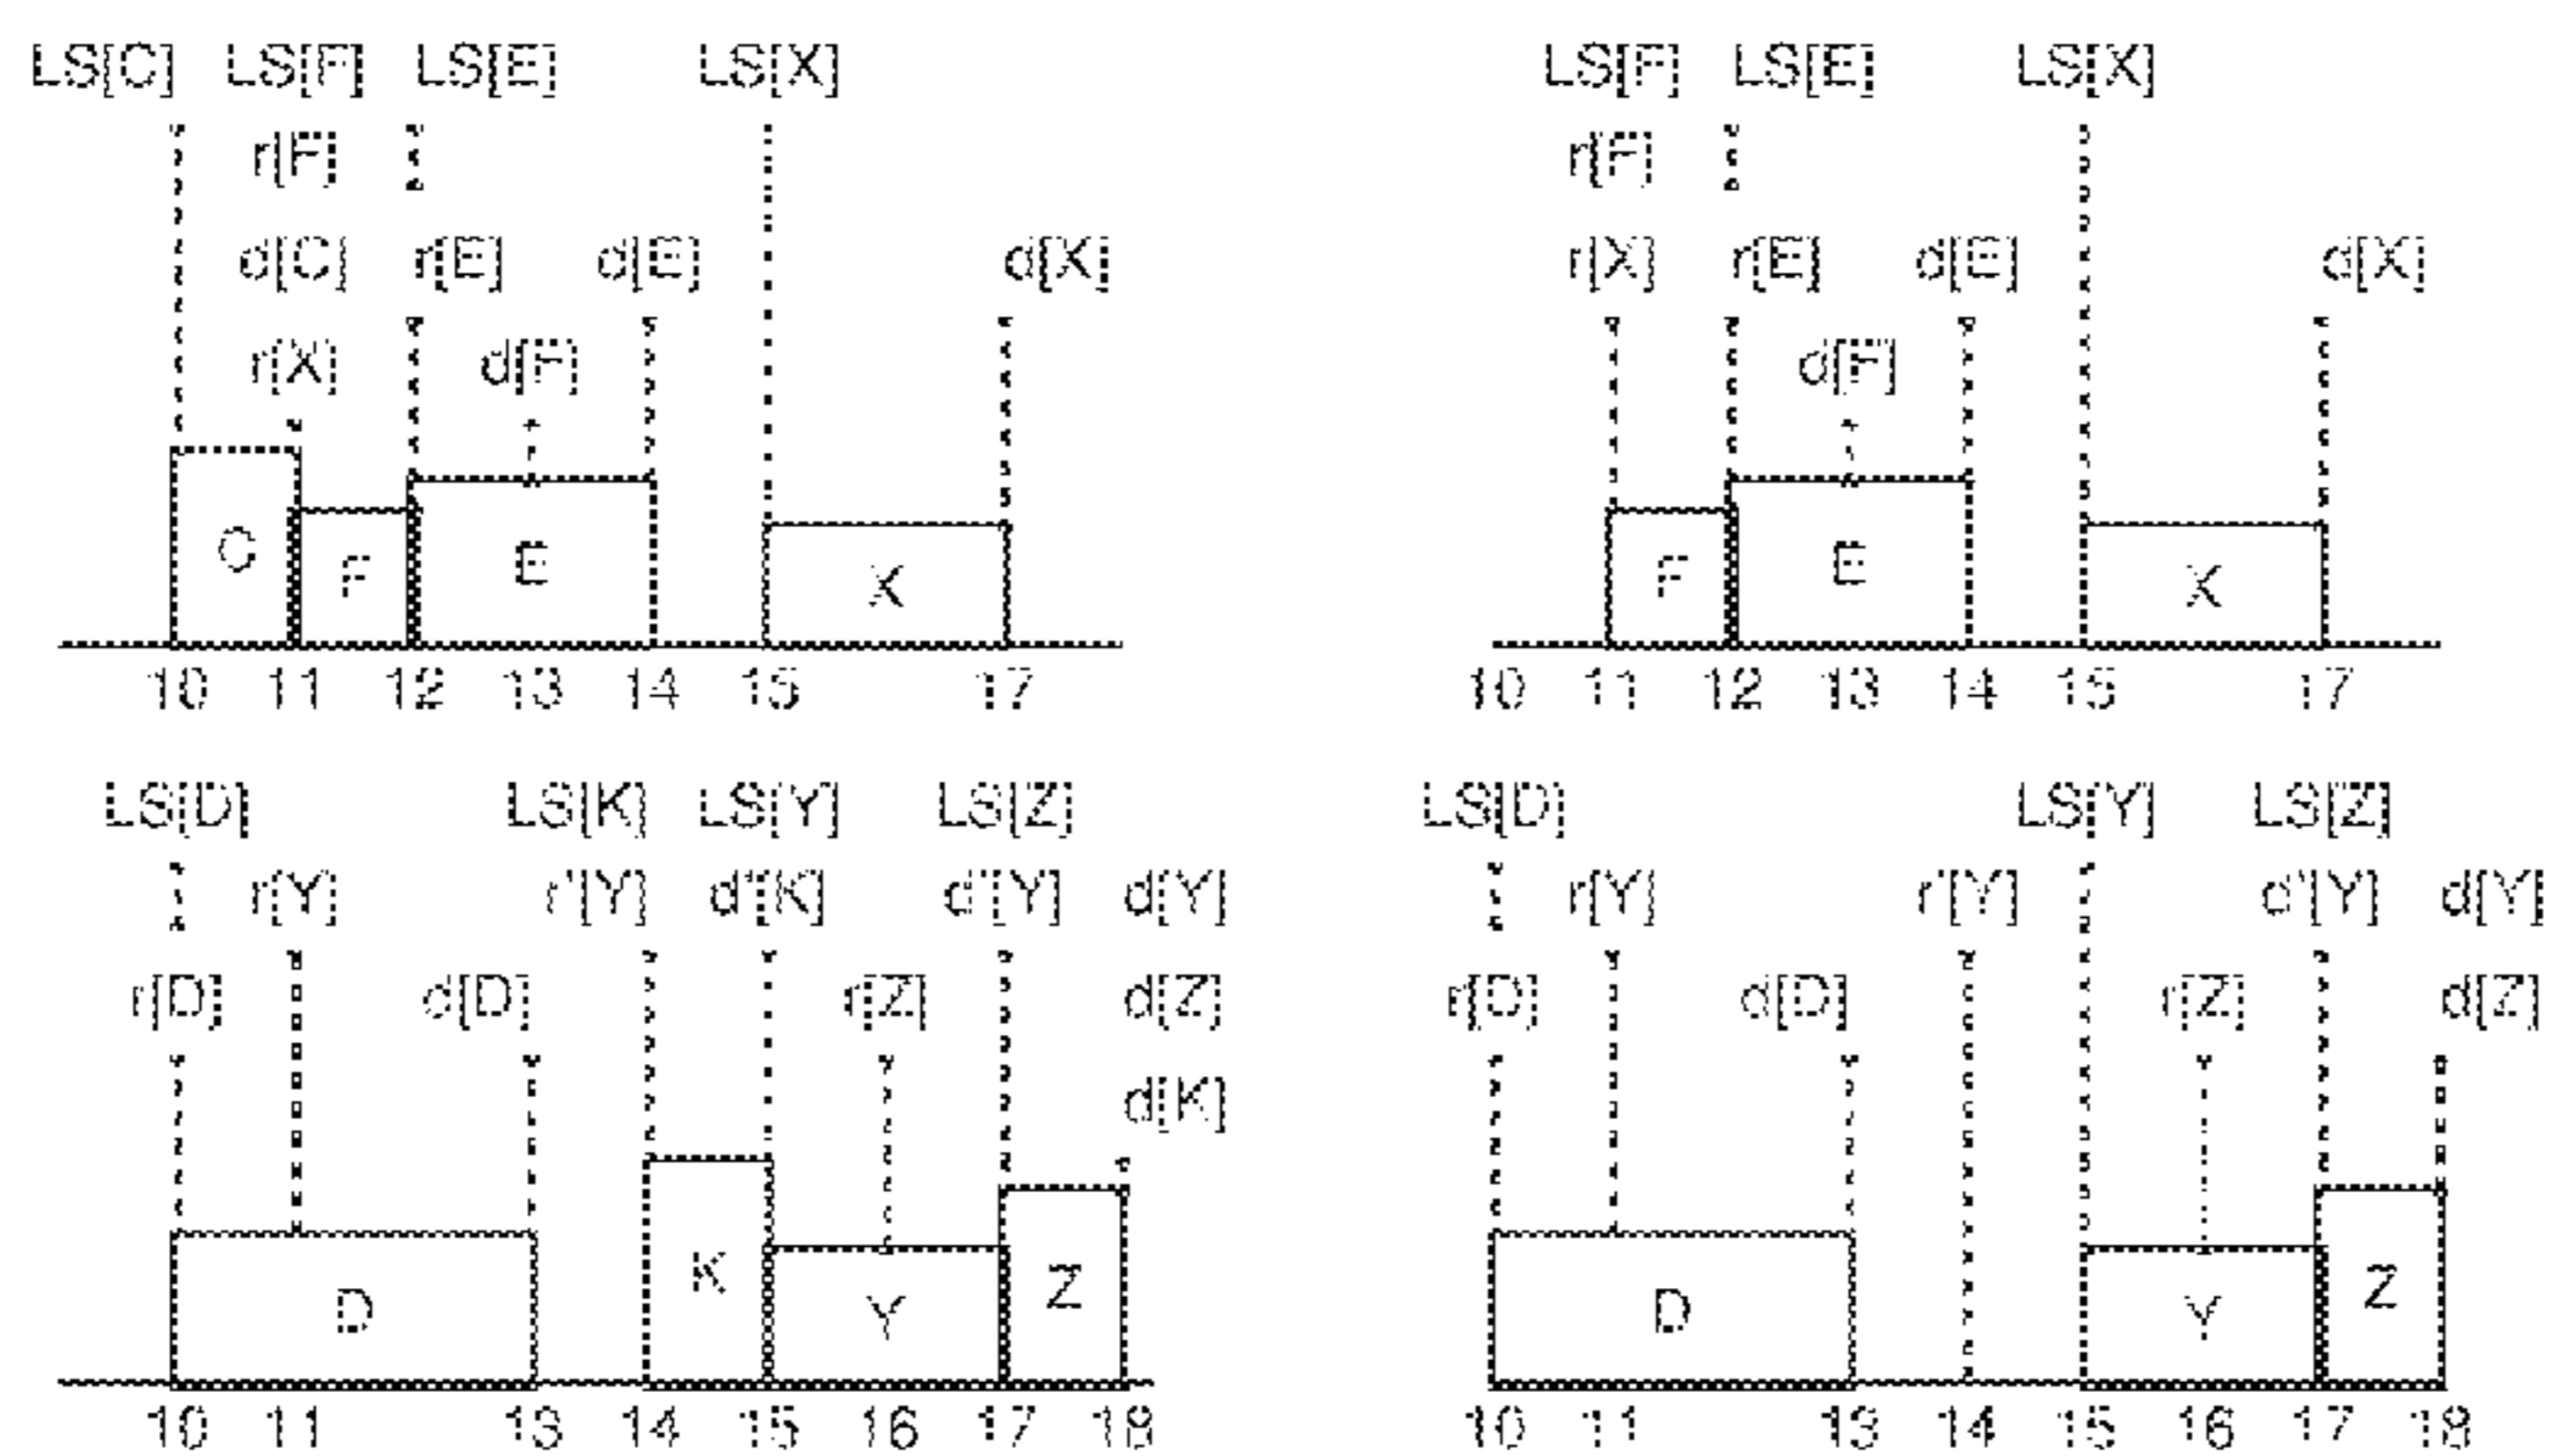 LS[C] LS[F] LS[E] LS[X] LS[F] LS[E] LS[X]
r[F] r[F]
d[C] r[E] d[E] d[X] r[X] r[E] d[E] d[X]
r[X] d[F] d[F]
C F E X F E X
10 11 12 13 14 15 17 10 11 12 13 14 15 17
LS[D] LS[K] LS[Y] LS[Z] LS[D] LS[Y] LS[Z]
r[Y] r'[Y] d'[K] d'[Y] d[Y] r[Y] r'[Y] d'[Y] d[Y]
r[D] d[D] r[Z] d[Z] r[D] d[D] r[Z] d[Z]
d[K]
D K Y Z D Y Z
10 11 13 14 15 16 17 18 10 11 13 14 15 16 17 18